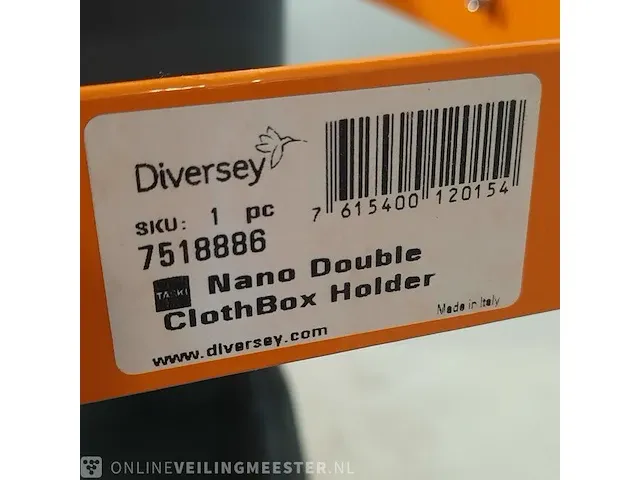 Diversey
SKU: 1 pc
7518886
7 615400 120154
TASKI Nano Double
ClothBox Holder
Made in Italy
www.diversey.com
ONLINEVEILINGMEESTER.NL